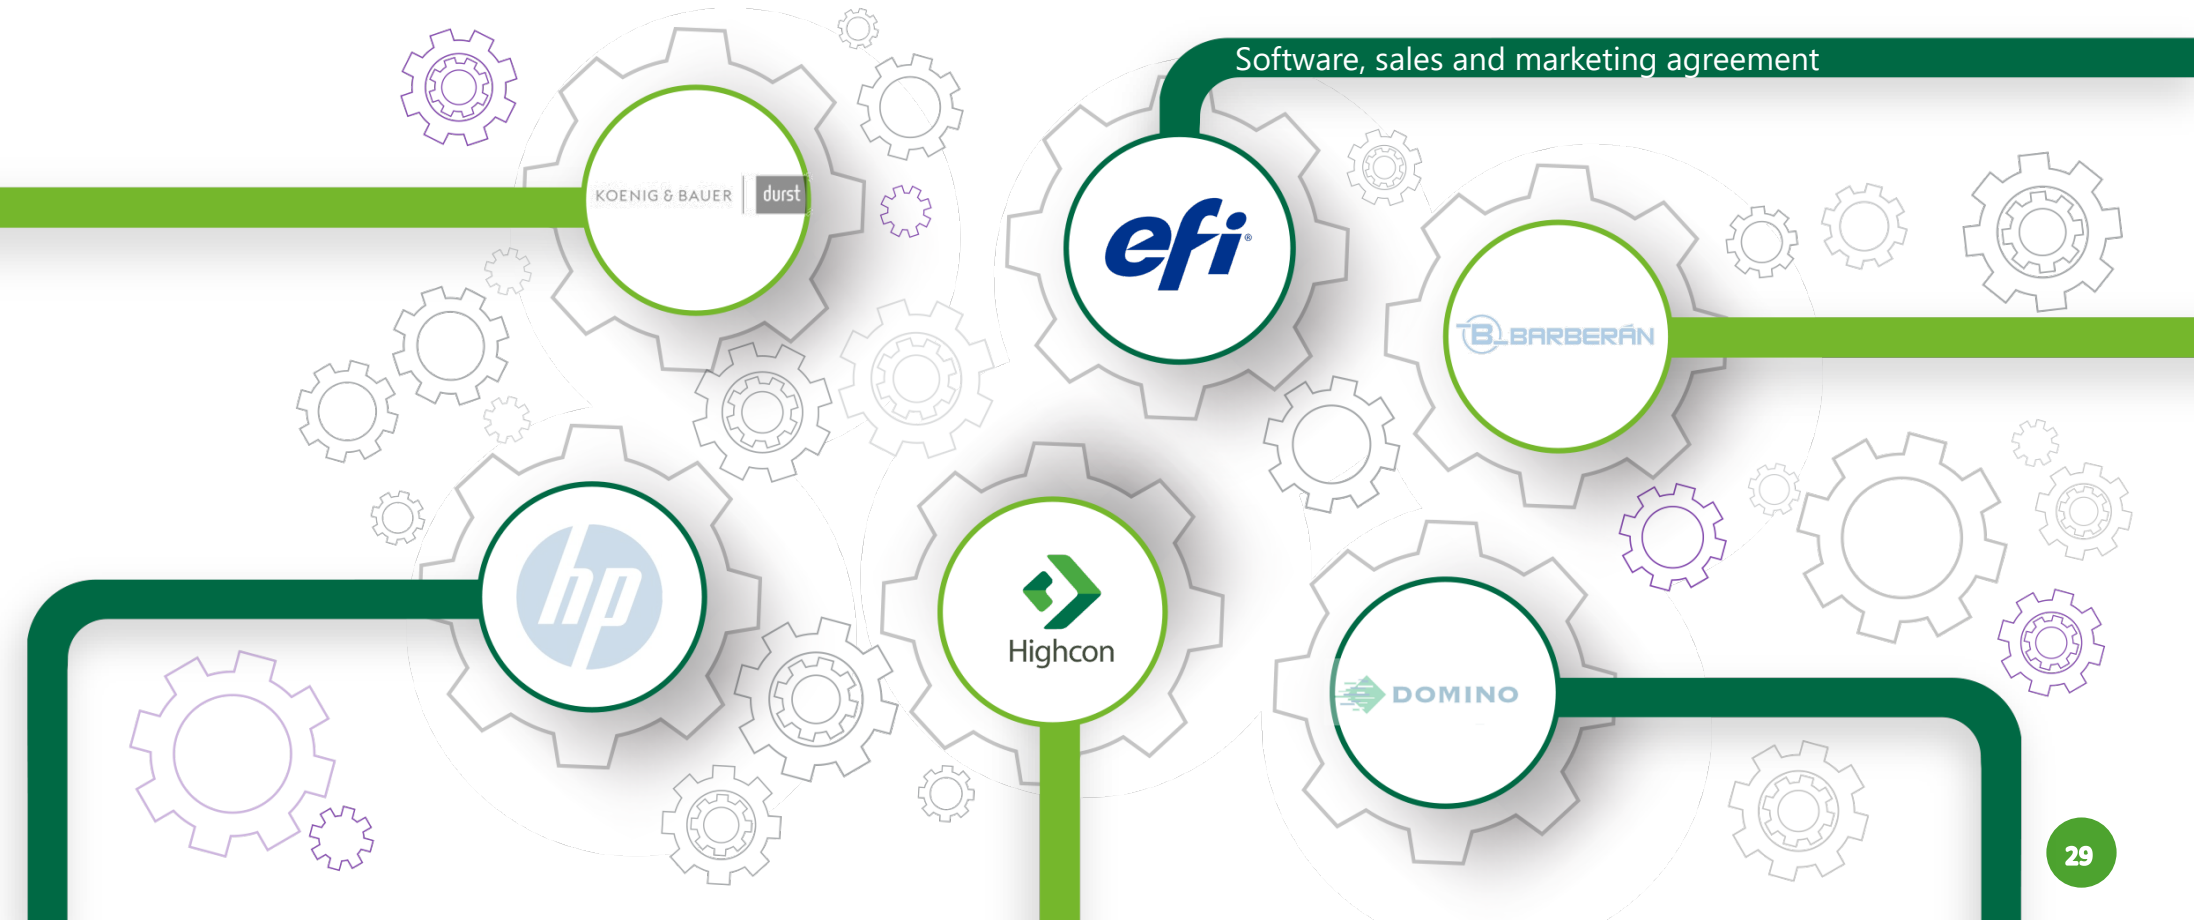 Software, sales and marketing agreement
KOENIG & BAUER | durst
efi®
B BARBERÁN
hp
Highcon
DOMINO
29